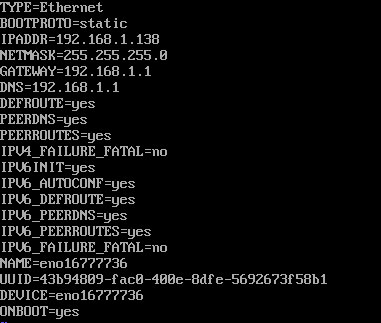 TYPE=Ethernet
BOOTPROTO=static
IPADDR=192.168.1.138
NETMASK=255.255.255.0
GATEWAY=192.168.1.1
DNS=192.168.1.1
DEFROUTE=yes
PEERDNS=yes
PEERROUTES=yes
IPV4_FAILURE_FATAL=no
IPV6INIT=yes
IPV6_AUTOCONF=yes
IPV6_DEFROUTE=yes
IPV6_PEERDNS=yes
IPV6_PEERROUTES=yes
IPV6_FAILURE_FATAL=no
NAME=eno16777736
UUID=43b94809-fac0-400e-8dfe-5692673f58b1
DEVICE=eno16777736
ONBOOT=yes